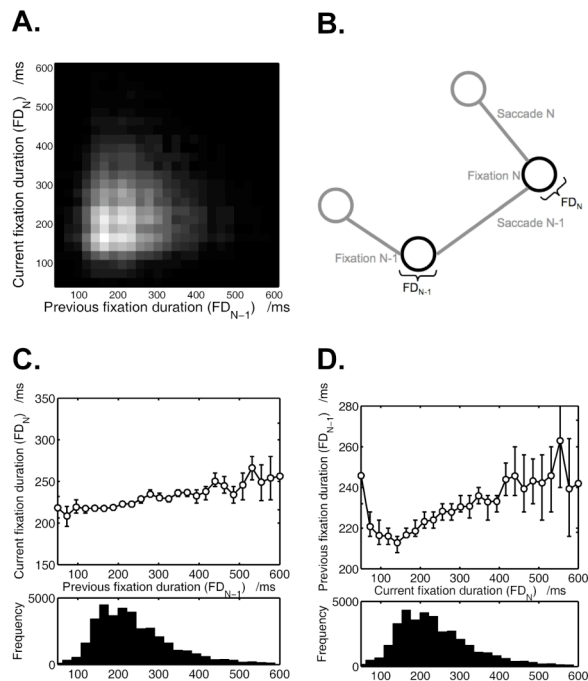 A.
Current fixation duration (FD_N) /ms
600
500
400
300
200
100
100 200 300 400 500 600
Previous fixation duration (FD_N−1) /ms
B.
Saccade N
Fixation N
FD_N
Saccade N-1
Fixation N-1
FD_N-1
C.
Current fixation duration (FD_N) /ms
350
300
250
200
150
100 200 300 400 500 600
Previous fixation duration (FD_N−1) /ms
Frequency
5000
0
100 200 300 400 500 600
D.
Previous fixation duration (FD_N−1) /ms
280
260
240
220
200
100 200 300 400 500 600
Current fixation duration (FD_N) /ms
Frequency
5000
0
100 200 300 400 500 600